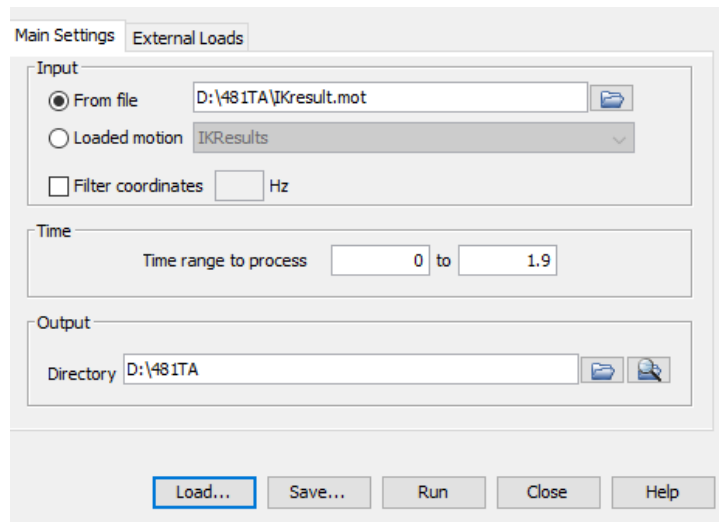 Main Settings External Loads
Input
From file D:\481TA\IKresult.mot
Loaded motion IKResults
Filter coordinates Hz
Time
Time range to process 0 to 1.9
Output
Directory D:\481TA
Load... Save... Run Close Help